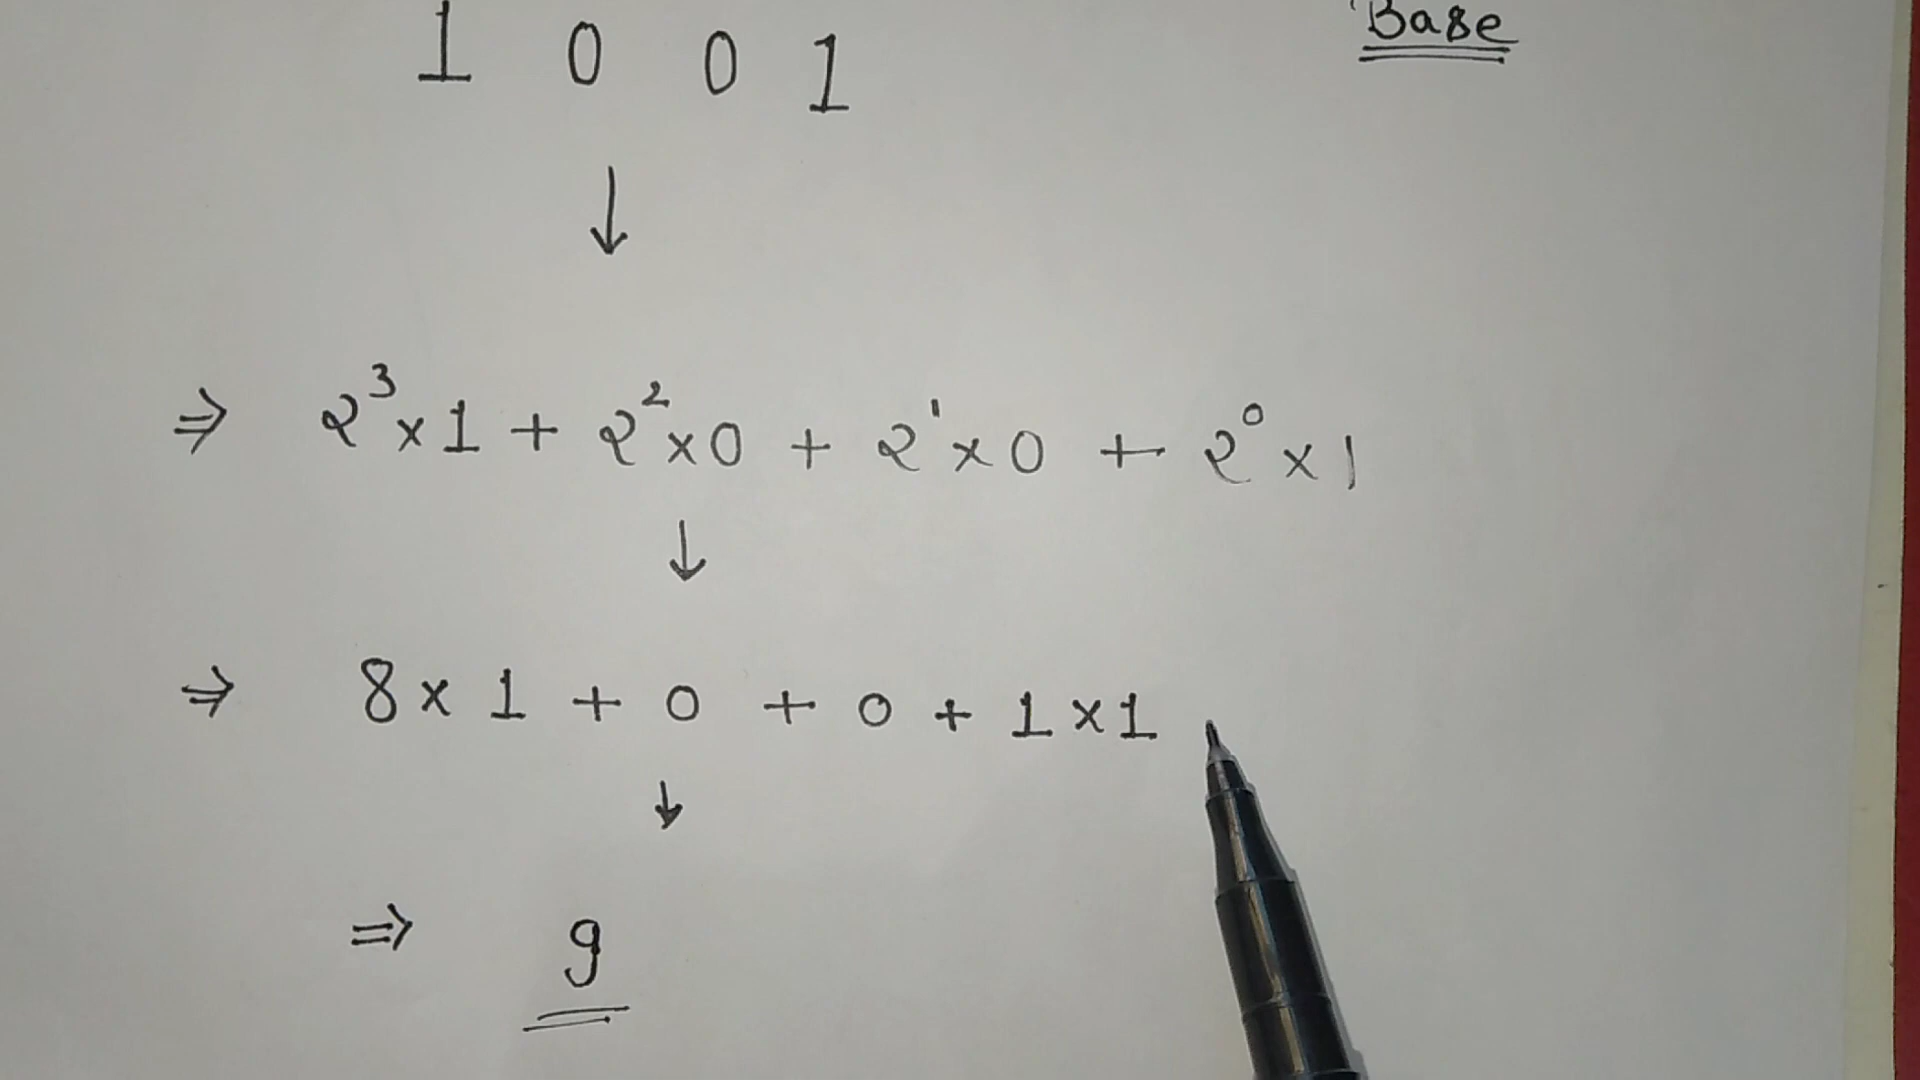 Base
1 0 0 1
↓
⇒ 2³×1 + 2²×0 + 2¹×0 + 2⁰×1
↓
⇒ 8×1 + 0 + 0 + 1×1
↓
⇒ 9